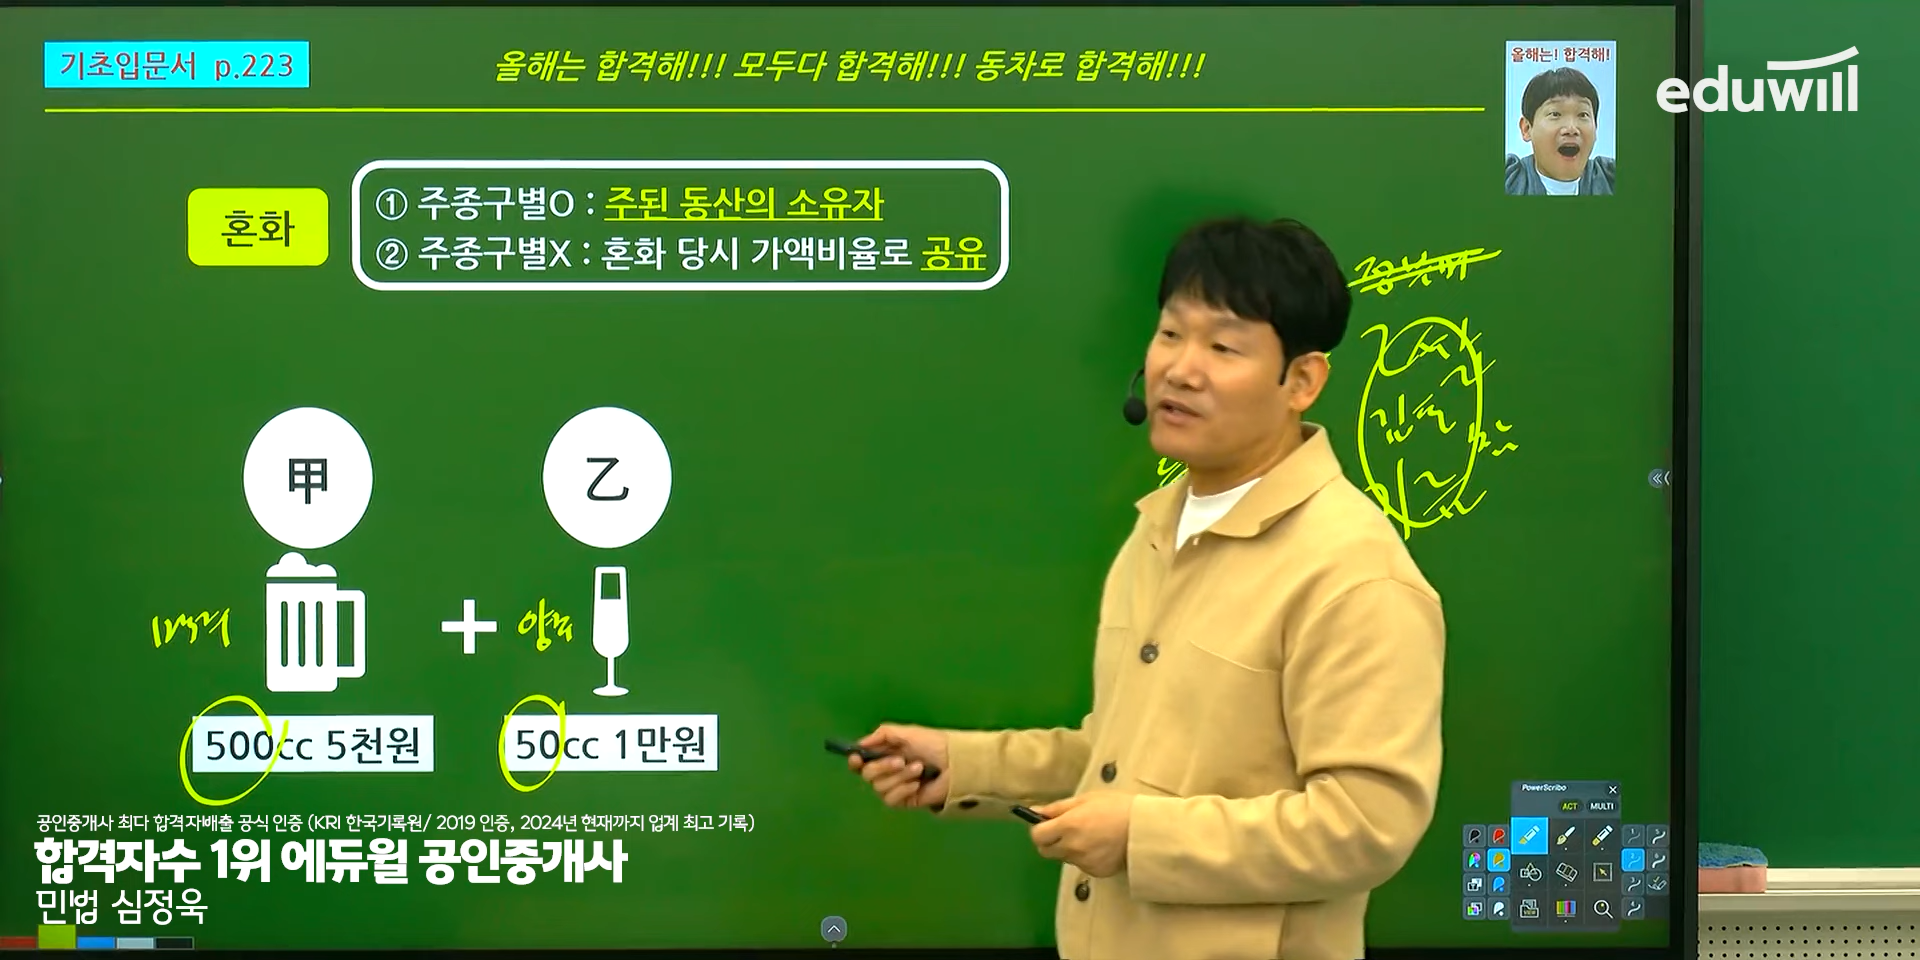 기초입문서 p.223
올해는 합격해!!! 모두다 합격해!!! 동차로 합격해!!!
올해는! 합격해!
eduwill
혼화
① 주종구별O : 주된 동산의 소유자
② 주종구별X : 혼화 당시 가액비율로 공유
甲
乙
맥주
+
양주
500cc 5천원
50cc 1만원
공인중개사 최다 합격자배출 공식 인증 (KRI 한국기록원/ 2019 인증, 2024년 현재까지 업계 최고 기록)
합격자수 1위 에듀윌 공인중개사
민법 심정욱
PowerScribo
ACT MULTI